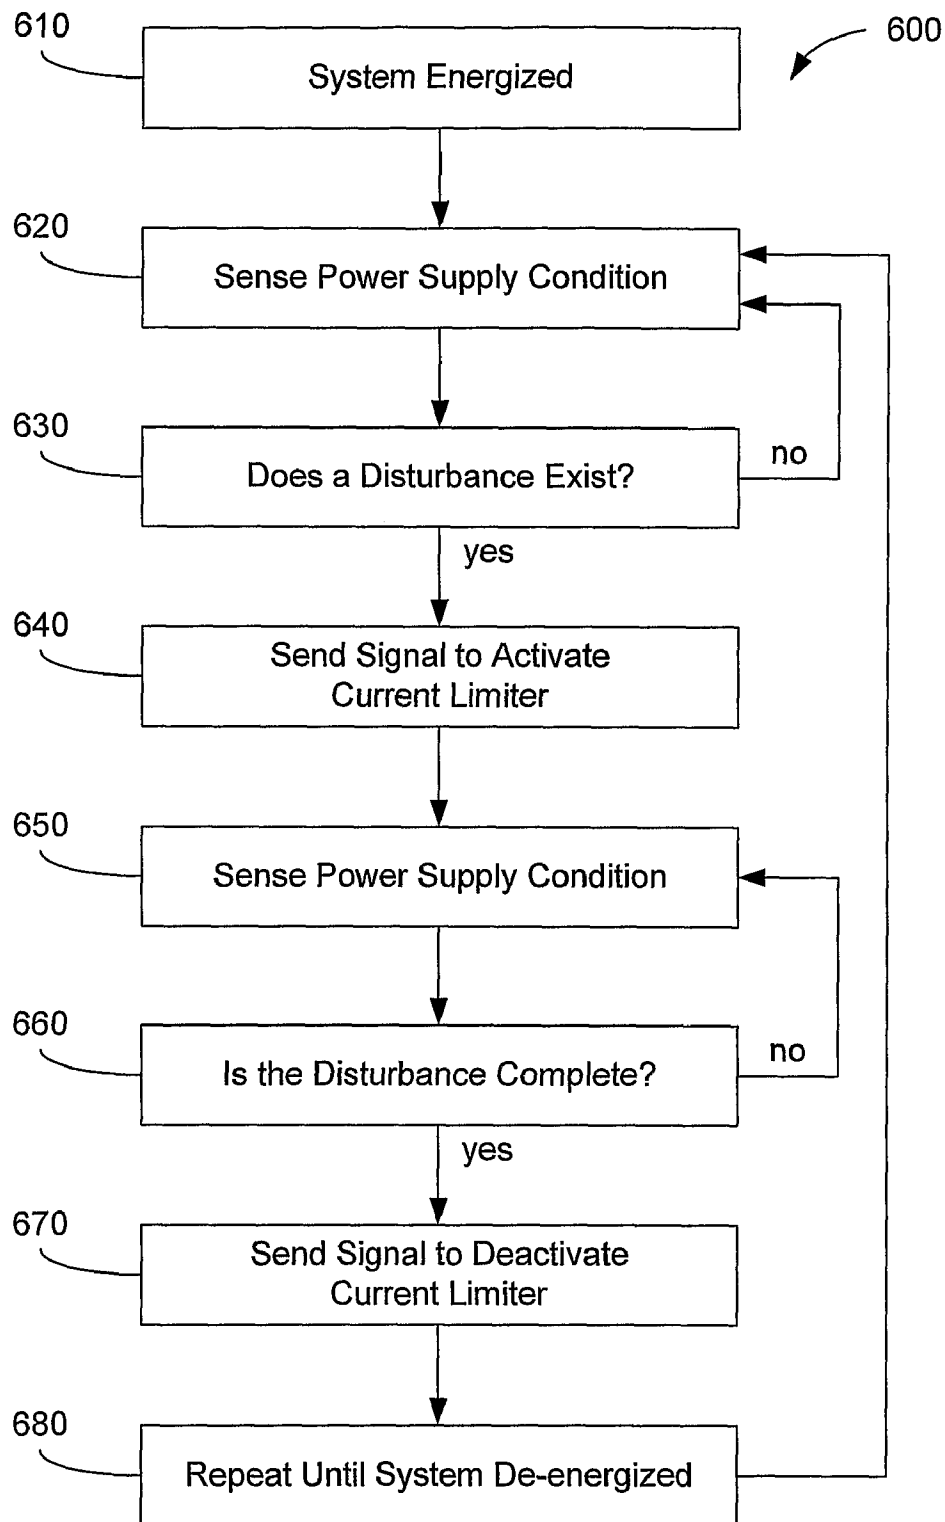 610
600
System Energized
620
Sense Power Supply Condition
630
Does a Disturbance Exist?
no
yes
640
Send Signal to Activate
Current Limiter
650
Sense Power Supply Condition
660
Is the Disturbance Complete?
no
yes
670
Send Signal to Deactivate
Current Limiter
680
Repeat Until System De-energized